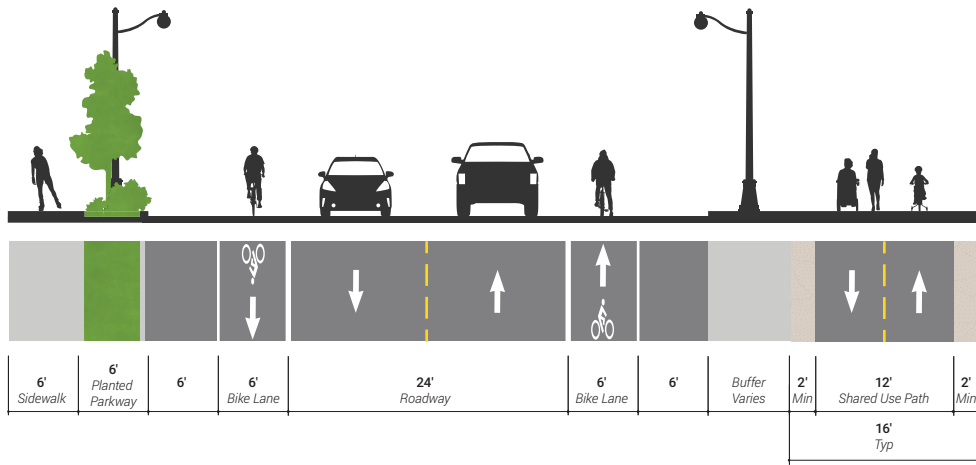 6'
Sidewalk
6'
Planted
Parkway
6'
6'
Bike Lane
24'
Roadway
6'
Bike Lane
6'
Buffer
Varies
2'
Min
12'
Shared Use Path
2'
Min
16'
Typ